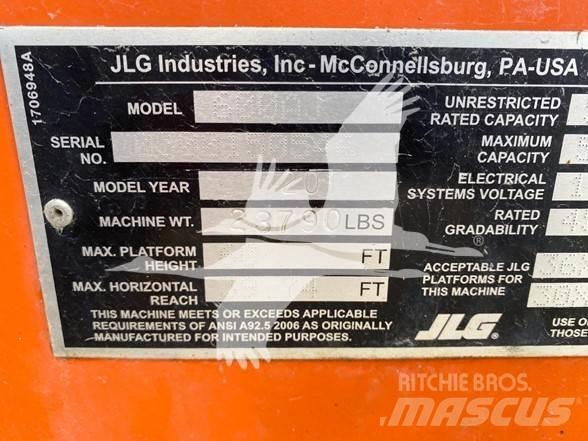 1706948A
JLG Industries, Inc - McConnellsburg, PA-USA
MODEL
UNRESTRICTED
RATED CAPACITY
SERIAL
NO.
MAXIMUM
CAPACITY
MODEL YEAR
ELECTRICAL
SYSTEMS VOLTAGE
MACHINE WT. 23790 LBS
RATED
GRADABILITY
MAX. PLATFORM
HEIGHT FT
ACCEPTABLE JLG
PLATFORMS FOR
THIS MACHINE
MAX. HORIZONTAL
REACH FT
THIS MACHINE MEETS OR EXCEEDS APPLICABLE
REQUIREMENTS OF ANSI A92.5 2006 AS ORIGINALLY
MANUFACTURED FOR INTENDED PURPOSES.
JLG®
USE O
THOSE
RITCHIE BROS.
MASCUS